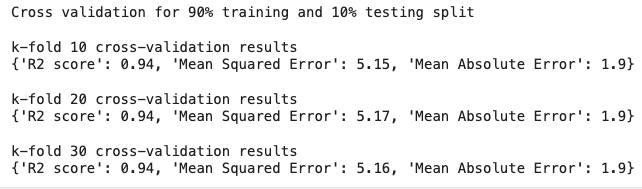 Cross validation for 90% training and 10% testing split
k-fold 10 cross-validation results
{'R2 score': 0.94, 'Mean Squared Error': 5.15, 'Mean Absolute Error': 1.9}
k-fold 20 cross-validation results
{'R2 score': 0.94, 'Mean Squared Error': 5.17, 'Mean Absolute Error': 1.9}
k-fold 30 cross-validation results
{'R2 score': 0.94, 'Mean Squared Error': 5.16, 'Mean Absolute Error': 1.9}